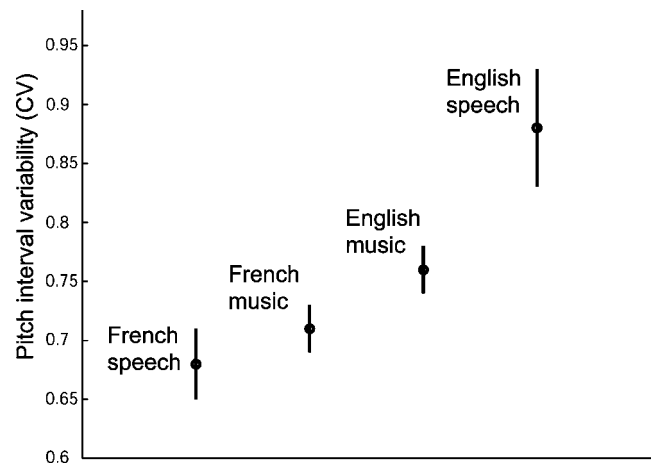 Pitch interval variability (CV)
0.95
0.9
0.85
0.8
0.75
0.7
0.65
0.6
English
speech
English
music
French
music
French
speech